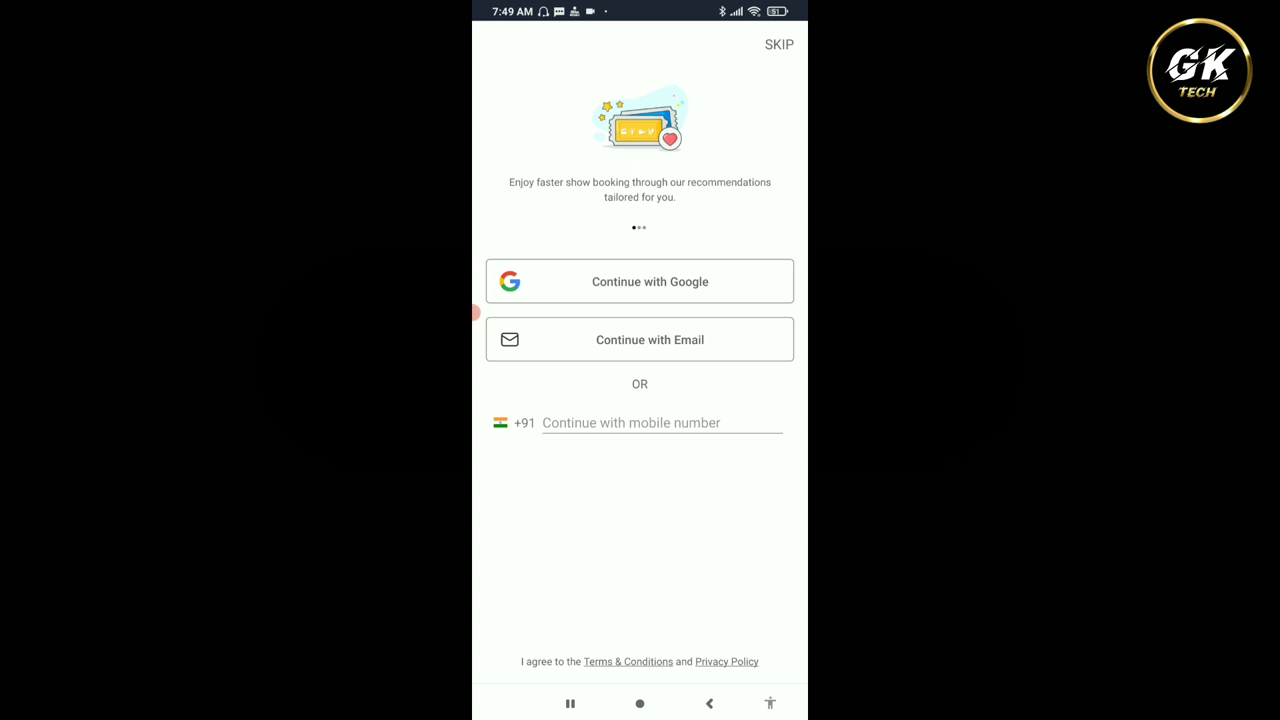 7:49 AM
51
SKIP
Enjoy faster show booking through our recommendations
tailored for you.
Continue with Google
Continue with Email
OR
+91 Continue with mobile number
I agree to the Terms & Conditions and Privacy Policy
GK
TECH